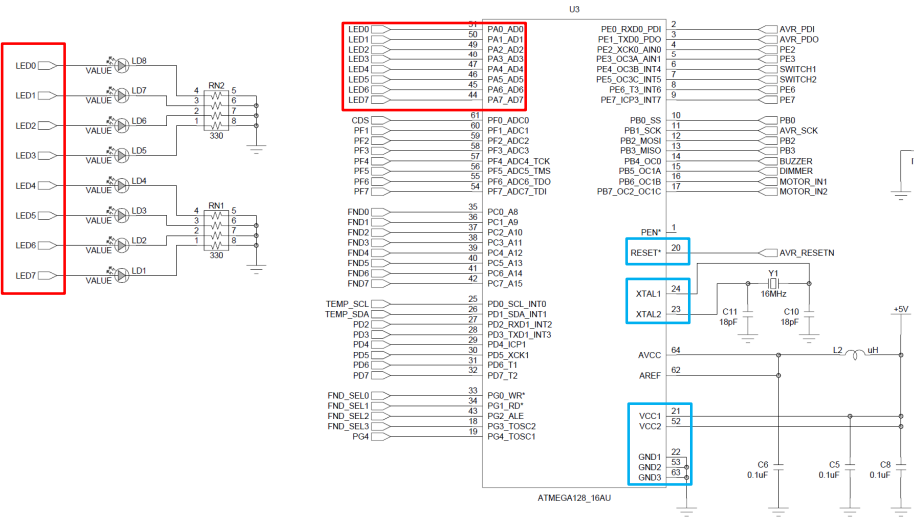 U3
LED0 51 PA0_AD0 PE0_RXD0_PDI 2 AVR_PDI
LED1 50 PA1_AD1 PE1_TXD0_PDO 3 AVR_PDO
LED2 49 PA2_AD2 PE2_XCK0_AIN0 4 PE2
LED3 48 PA3_AD3 PE3_OC3A_AIN1 5 PE3
LED4 47 PA4_AD4 PE4_OC3B_INT4 6 SWITCH1
LED5 46 PA5_AD5 PE5_OC3C_INT5 7 SWITCH2
LED6 45 PA6_AD6 PE6_T3_INT6 8 PE6
LED7 44 PA7_AD7 PE7_ICP3_INT7 9 PE7
CDS 61 PF0_ADC0 PB0_SS 10 PB0
PF1 60 PF1_ADC1 PB1_SCK 11 AVR_SCK
PF2 59 PF2_ADC2 PB2_MOSI 12 PB2
PF3 58 PF3_ADC3 PB3_MISO 13 PB3
PF4 57 PF4_ADC4_TCK PB4_OC0 14 BUZZER
PF5 56 PF5_ADC5_TMS PB5_OC1A 15 DIMMER
PF6 55 PF6_ADC6_TDO PB6_OC1B 16 MOTOR_IN1
PF7 54 PF7_ADC7_TDI PB7_OC2_OC1C 17 MOTOR_IN2
FND0 35 PC0_A8
FND1 36 PC1_A9
FND2 37 PC2_A10
FND3 38 PC3_A11
FND4 39 PC4_A12
FND5 40 PC5_A13
FND6 41 PC6_A14
FND7 42 PC7_A15
PEN* 1
RESET* 20 AVR_RESETN
XTAL1 24
XTAL2 23
Y1
16MHz
C11
18pF
C10
18pF
TEMP_SCL 25 PD0_SCL_INT0
TEMP_SDA 26 PD1_SDA_INT1
PD2 27 PD2_RXD1_INT2
PD3 28 PD3_TXD1_INT3
PD4 29 PD4_ICP1
PD5 30 PD5_XCK1
PD6 31 PD6_T1
PD7 32 PD7_T2
+5V
AVCC 64 L2 uH
AREF 62
FND_SEL0 33 PG0_WR*
FND_SEL1 34 PG1_RD*
FND_SEL2 43 PG2_ALE
FND_SEL3 18 PG3_TOSC2
PG4 19 PG4_TOSC1
VCC1 21
VCC2 52
GND1 22
GND2 53
GND3 63
C6
0.1uF
C5
0.1uF
C8
0.1uF
ATMEGA128_16AU
LED0 VALUE LD8
LED1 VALUE LD7
LED2 VALUE LD6
LED3 VALUE LD5
RN2
4 5
3 6
2 7
1 8
330
LED4 VALUE LD4
LED5 VALUE LD3
LED6 VALUE LD2
LED7 VALUE LD1
RN1
4 5
3 6
2 7
1 8
330